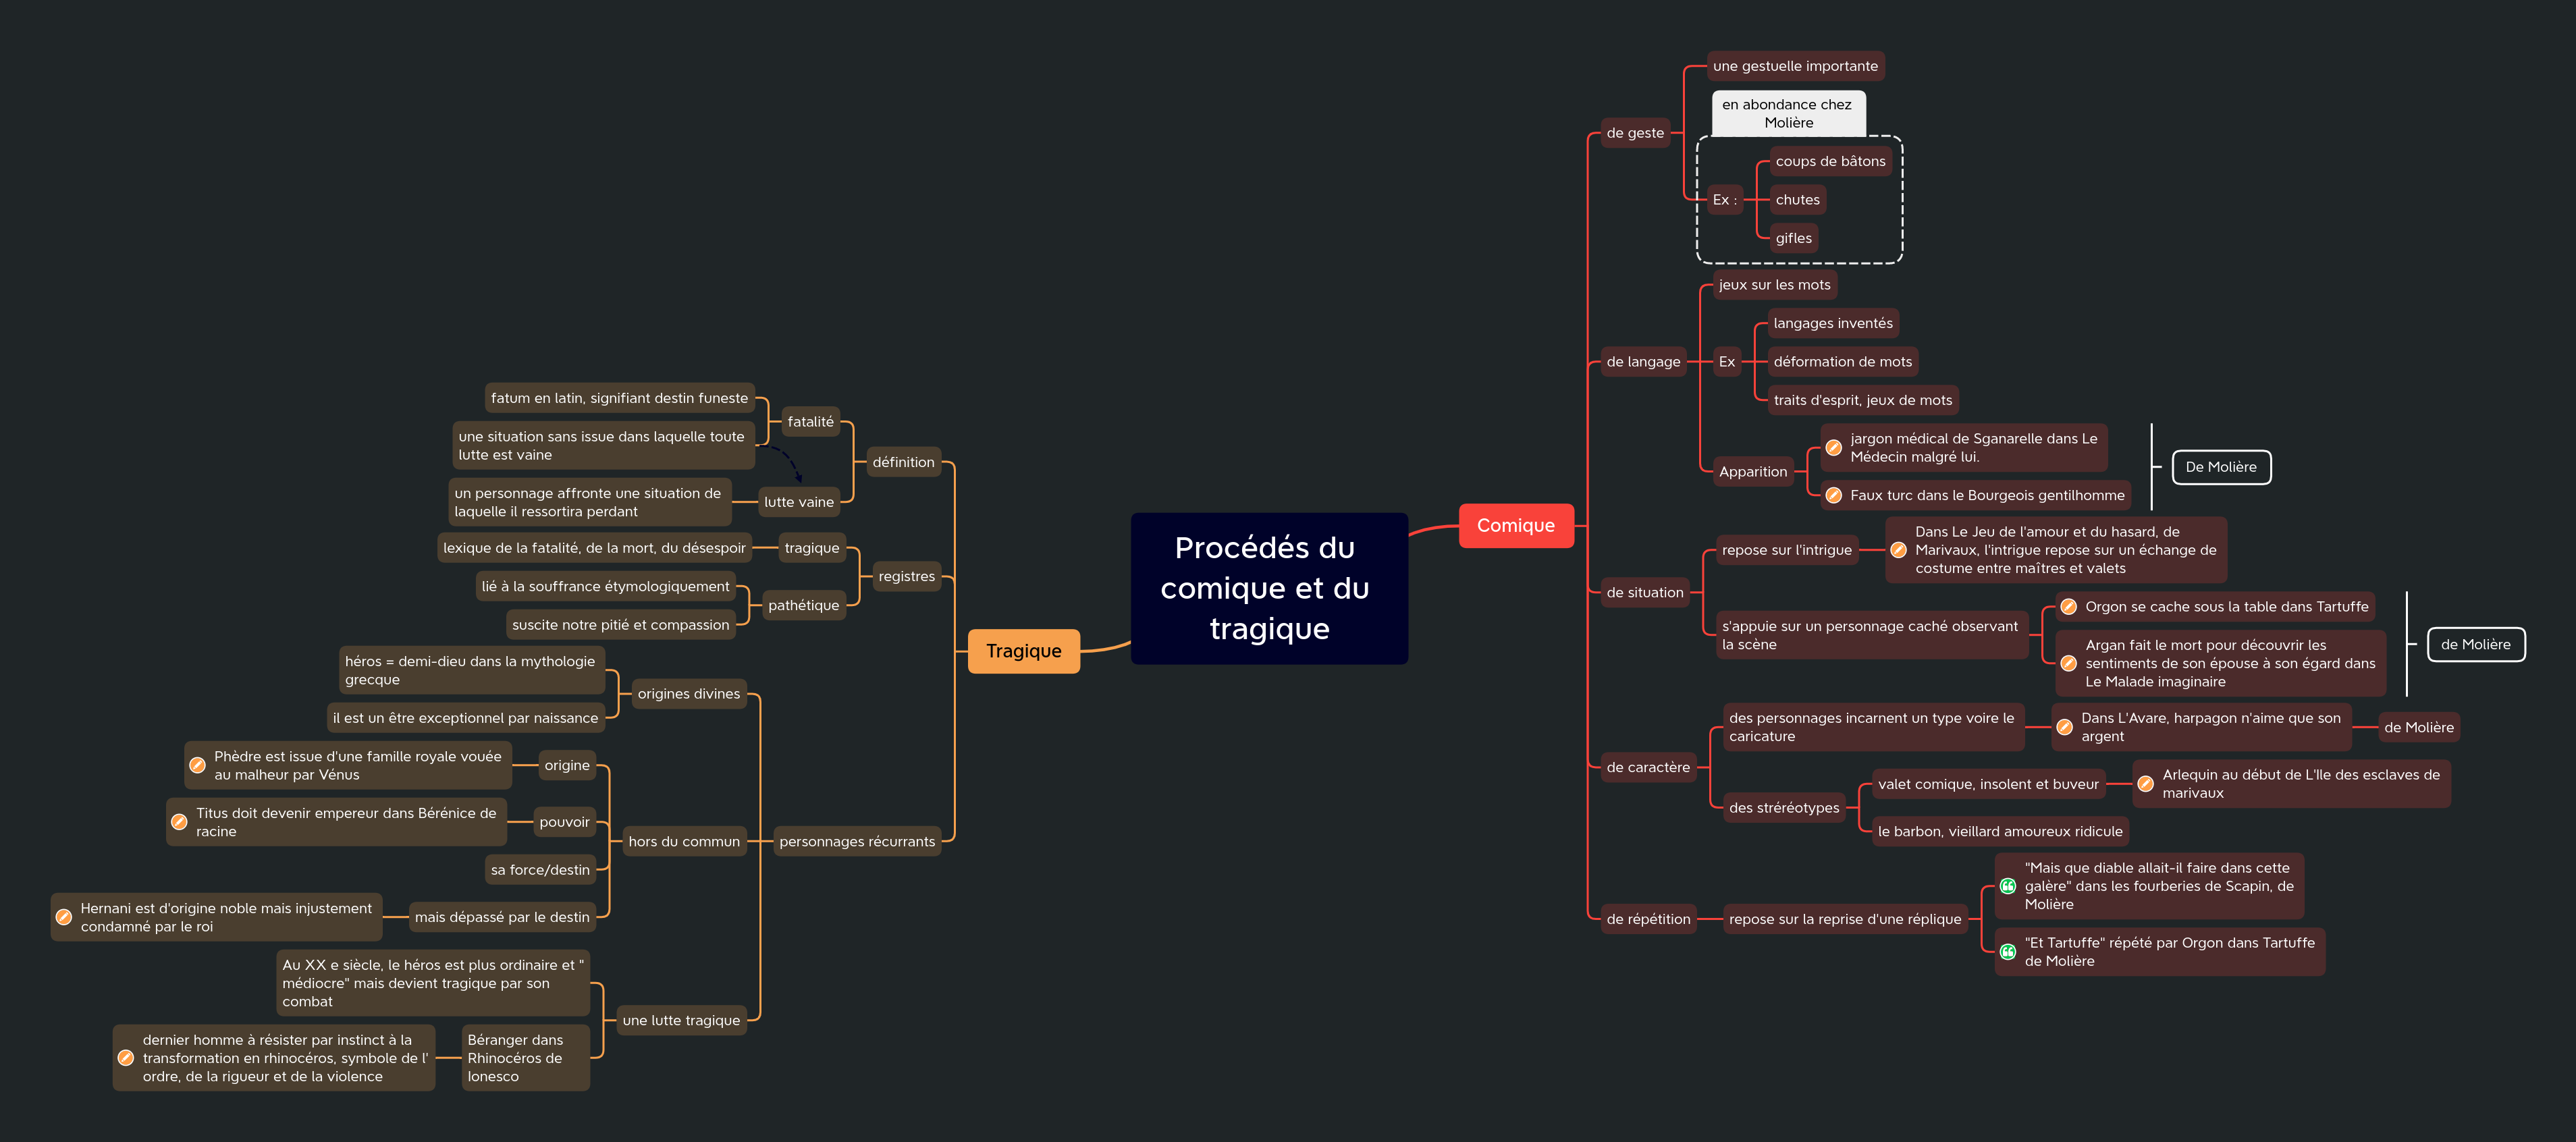 Procédés du
comique et du
tragique
Comique
de geste
une gestuelle importante
en abondance chez
Molière
Ex :
coups de bâtons
chutes
gifles
de langage
jeux sur les mots
Ex
langages inventés
déformation de mots
traits d'esprit, jeux de mots
Apparition
jargon médical de Sganarelle dans Le
Médecin malgré lui.
Faux turc dans le Bourgeois gentilhomme
De Molière
de situation
repose sur l'intrigue
Dans Le Jeu de l'amour et du hasard, de
Marivaux, l'intrigue repose sur un échange de
costume entre maîtres et valets
s'appuie sur un personnage caché observant
la scène
Orgon se cache sous la table dans Tartuffe
Argan fait le mort pour découvrir les
sentiments de son épouse à son égard dans
Le Malade imaginaire
de Molière
de caractère
des personnages incarnent un type voire le
caricature
Dans L'Avare, harpagon n'aime que son
argent
de Molière
des stréréotypes
valet comique, insolent et buveur
Arlequin au début de L'Ile des esclaves de
marivaux
le barbon, vieillard amoureux ridicule
de répétition
repose sur la reprise d'une réplique
"Mais que diable allait-il faire dans cette
galère" dans les fourberies de Scapin, de
Molière
"Et Tartuffe" répété par Orgon dans Tartuffe
de Molière
Tragique
définition
fatalité
fatum en latin, signifiant destin funeste
une situation sans issue dans laquelle toute
lutte est vaine
lutte vaine
un personnage affronte une situation de
laquelle il ressortira perdant
registres
tragique
lexique de la fatalité, de la mort, du désespoir
pathétique
lié à la souffrance étymologiquement
suscite notre pitié et compassion
personnages récurrants
origines divines
héros = demi-dieu dans la mythologie
grecque
il est un être exceptionnel par naissance
hors du commun
origine
Phèdre est issue d'une famille royale vouée
au malheur par Vénus
pouvoir
Titus doit devenir empereur dans Bérénice de
racine
sa force/destin
mais dépassé par le destin
Hernani est d'origine noble mais injustement
condamné par le roi
une lutte tragique
Au XX e siècle, le héros est plus ordinaire et "
médiocre" mais devient tragique par son
combat
Béranger dans
Rhinocéros de
Ionesco
dernier homme à résister par instinct à la
transformation en rhinocéros, symbole de l'
ordre, de la rigueur et de la violence